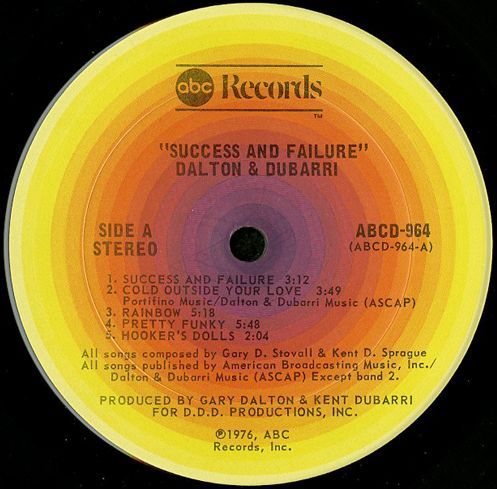 abc Records
™
"SUCCESS AND FAILURE"
DALTON & DUBARRI
SIDE A
STEREO
ABCD-964
(ABCD-964-A)
1. SUCCESS AND FAILURE 3:12
2. COLD OUTSIDE YOUR LOVE 3:49
Portifino Music/Dalton & Dubarri Music (ASCAP)
3. RAINBOW 5:18
4. PRETTY FUNKY 5:48
5. HOOKER'S DOLLS 2:04
All songs composed by Gary D. Stovall & Kent D. Sprague
All songs published by American Broadcasting Music, Inc./
Dalton & Dubarri Music (ASCAP) Except band 2.
PRODUCED BY GARY DALTON & KENT DUBARRI
FOR D.D.D. PRODUCTIONS, INC.
℗1976, ABC
Records, Inc.